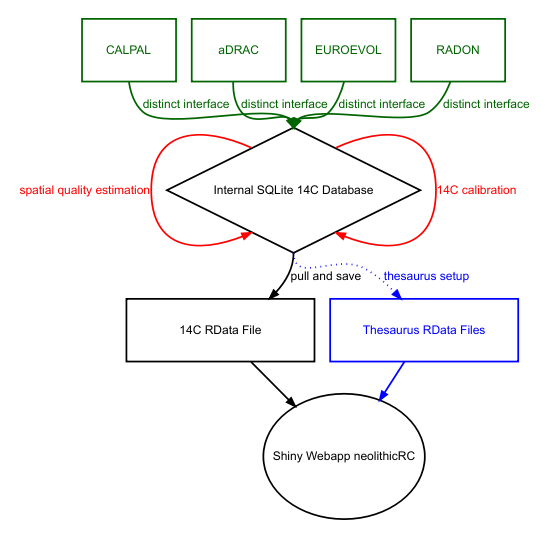 CALPAL
aDRAC
EUROEVOL
RADON
distinct interface
distinct interface
distinct interface
distinct interface
spatial quality estimation
Internal SQLite 14C Database
14C calibration
pull and save
thesaurus setup
14C RData File
Thesaurus RData Files
Shiny Webapp neolithicRC